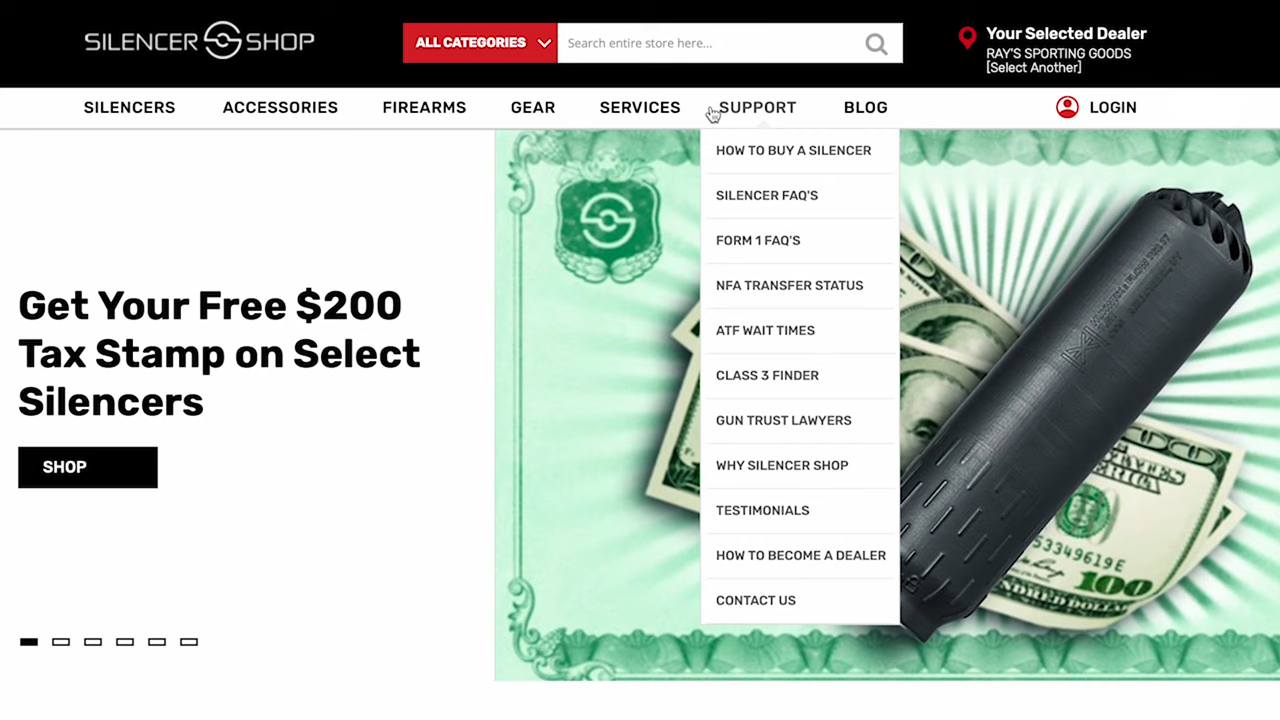 SILENCER SHOP
ALL CATEGORIES
Search entire store here...
Your Selected Dealer
RAY'S SPORTING GOODS
[Select Another]
SILENCERS
ACCESSORIES
FIREARMS
GEAR
SERVICES
SUPPORT
BLOG
LOGIN
HOW TO BUY A SILENCER
SILENCER FAQ'S
FORM 1 FAQ'S
NFA TRANSFER STATUS
ATF WAIT TIMES
CLASS 3 FINDER
GUN TRUST LAWYERS
WHY SILENCER SHOP
TESTIMONIALS
HOW TO BECOME A DEALER
CONTACT US
Get Your Free $200
Tax Stamp on Select
Silencers
SHOP
53349619E
100